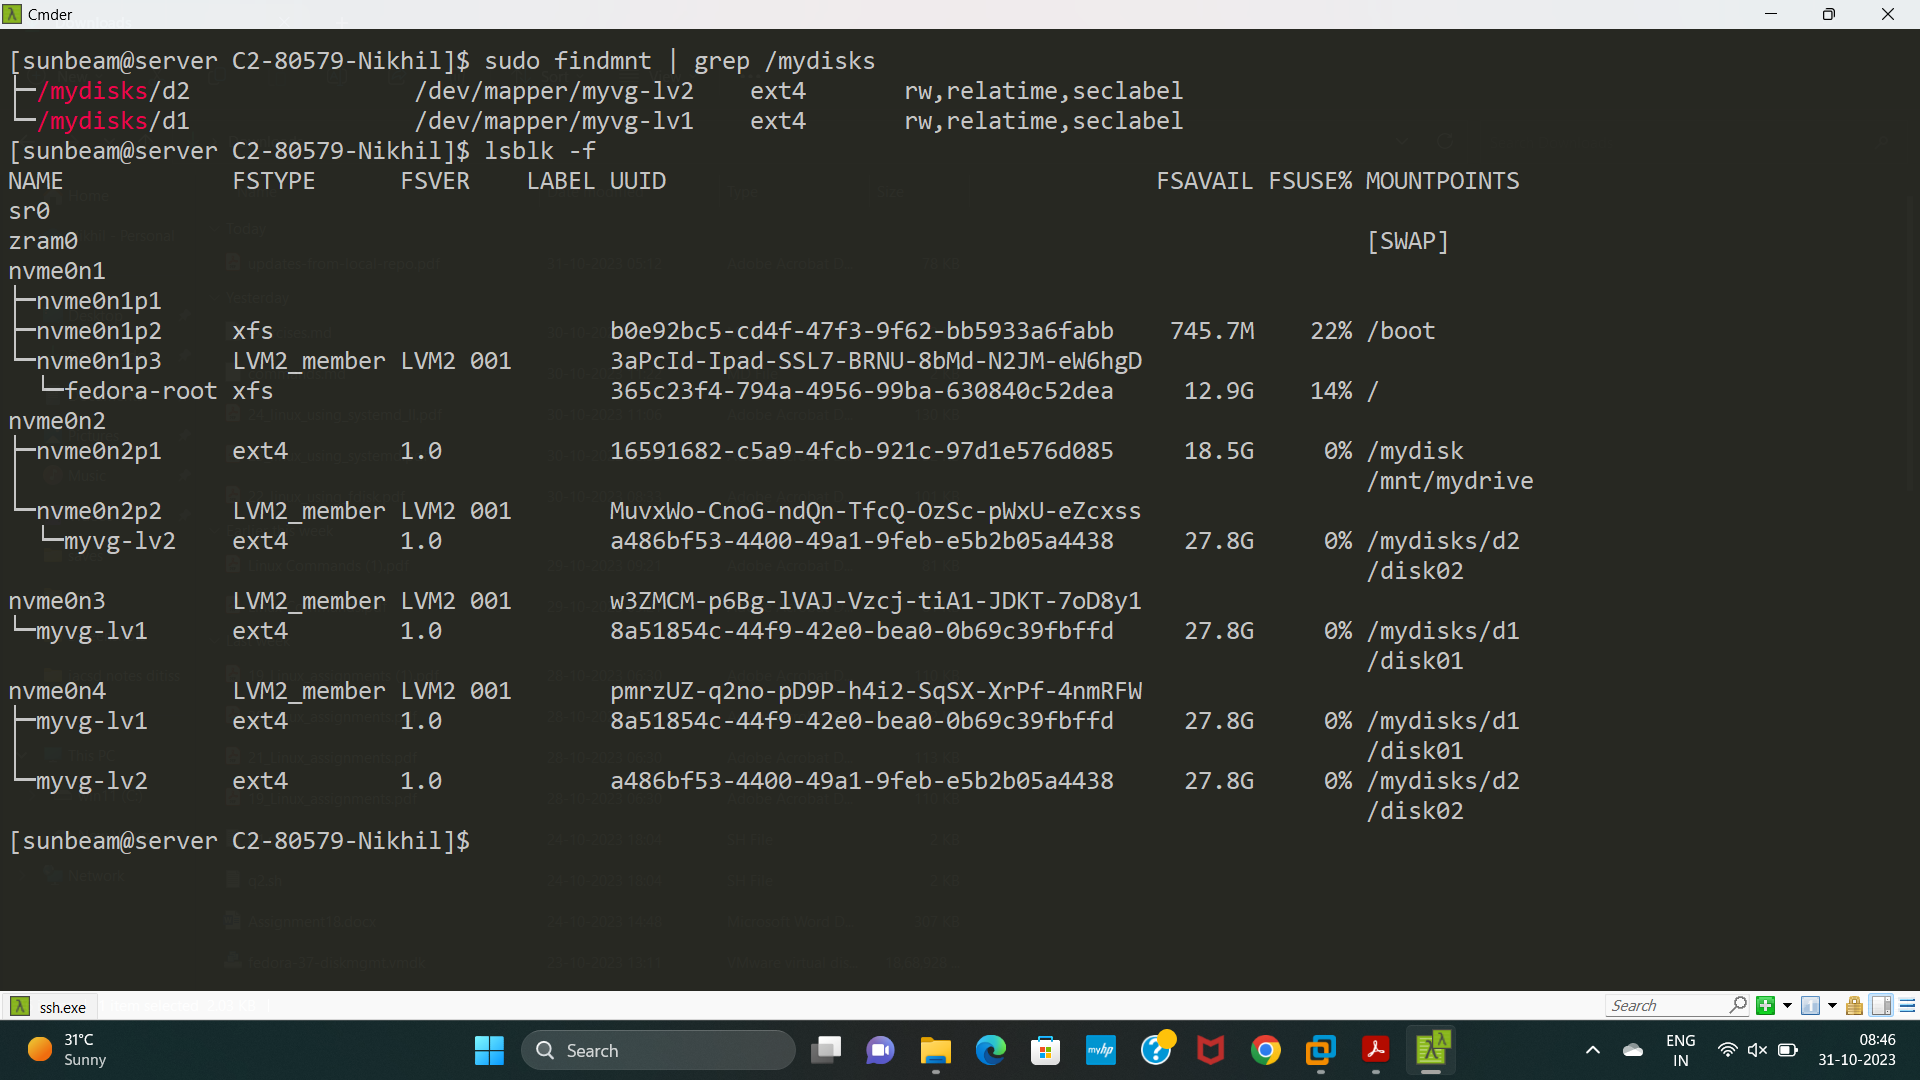 Cmder
[sunbeam@server C2-80579-Nikhil]$ sudo findmnt | grep /mydisks
├─/mydisks/d2                /dev/mapper/myvg-lv2    ext4       rw,relatime,seclabel
└─/mydisks/d1                /dev/mapper/myvg-lv1    ext4       rw,relatime,seclabel
[sunbeam@server C2-80579-Nikhil]$ lsblk -f
NAME            FSTYPE      FSVER    LABEL UUID                                   FSAVAIL FSUSE% MOUNTPOINTS
sr0
zram0                                                                                            [SWAP]
nvme0n1
├─nvme0n1p1
├─nvme0n1p2     xfs                        b0e92bc5-cd4f-47f3-9f62-bb5933a6fabb    745.7M    22% /boot
└─nvme0n1p3     LVM2_member LVM2 001       3aPcId-Ipad-SSL7-BRNU-8bMd-N2JM-eW6hgD
  └─fedora-root xfs                        365c23f4-794a-4956-99ba-630840c52dea     12.9G    14% /
nvme0n2
├─nvme0n2p1     ext4        1.0            16591682-c5a9-4fcb-921c-97d1e576d085     18.5G     0% /mydisk
│                                                                                                /mnt/mydrive
└─nvme0n2p2     LVM2_member LVM2 001       MuvxWo-CnoG-ndQn-TfcQ-OzSc-pWxU-eZcxss
  └─myvg-lv2    ext4        1.0            a486bf53-4400-49a1-9feb-e5b2b05a4438     27.8G     0% /mydisks/d2
                                                                                                 /disk02
nvme0n3         LVM2_member LVM2 001       w3ZMCM-p6Bg-lVAJ-Vzcj-tiA1-JDKT-7oD8y1
└─myvg-lv1      ext4        1.0            8a51854c-44f9-42e0-bea0-0b69c39fbffd     27.8G     0% /mydisks/d1
                                                                                                 /disk01
nvme0n4         LVM2_member LVM2 001       pmrzUZ-q2no-pD9P-h4i2-SqSX-XrPf-4nmRFW
├─myvg-lv1      ext4        1.0            8a51854c-44f9-42e0-bea0-0b69c39fbffd     27.8G     0% /mydisks/d1
│                                                                                                /disk01
└─myvg-lv2      ext4        1.0            a486bf53-4400-49a1-9feb-e5b2b05a4438     27.8G     0% /mydisks/d2
                                                                                                 /disk02
[sunbeam@server C2-80579-Nikhil]$
ssh.exe
Search
31°C
Sunny
Search
myhp
ENG
IN
08:46
31-10-2023